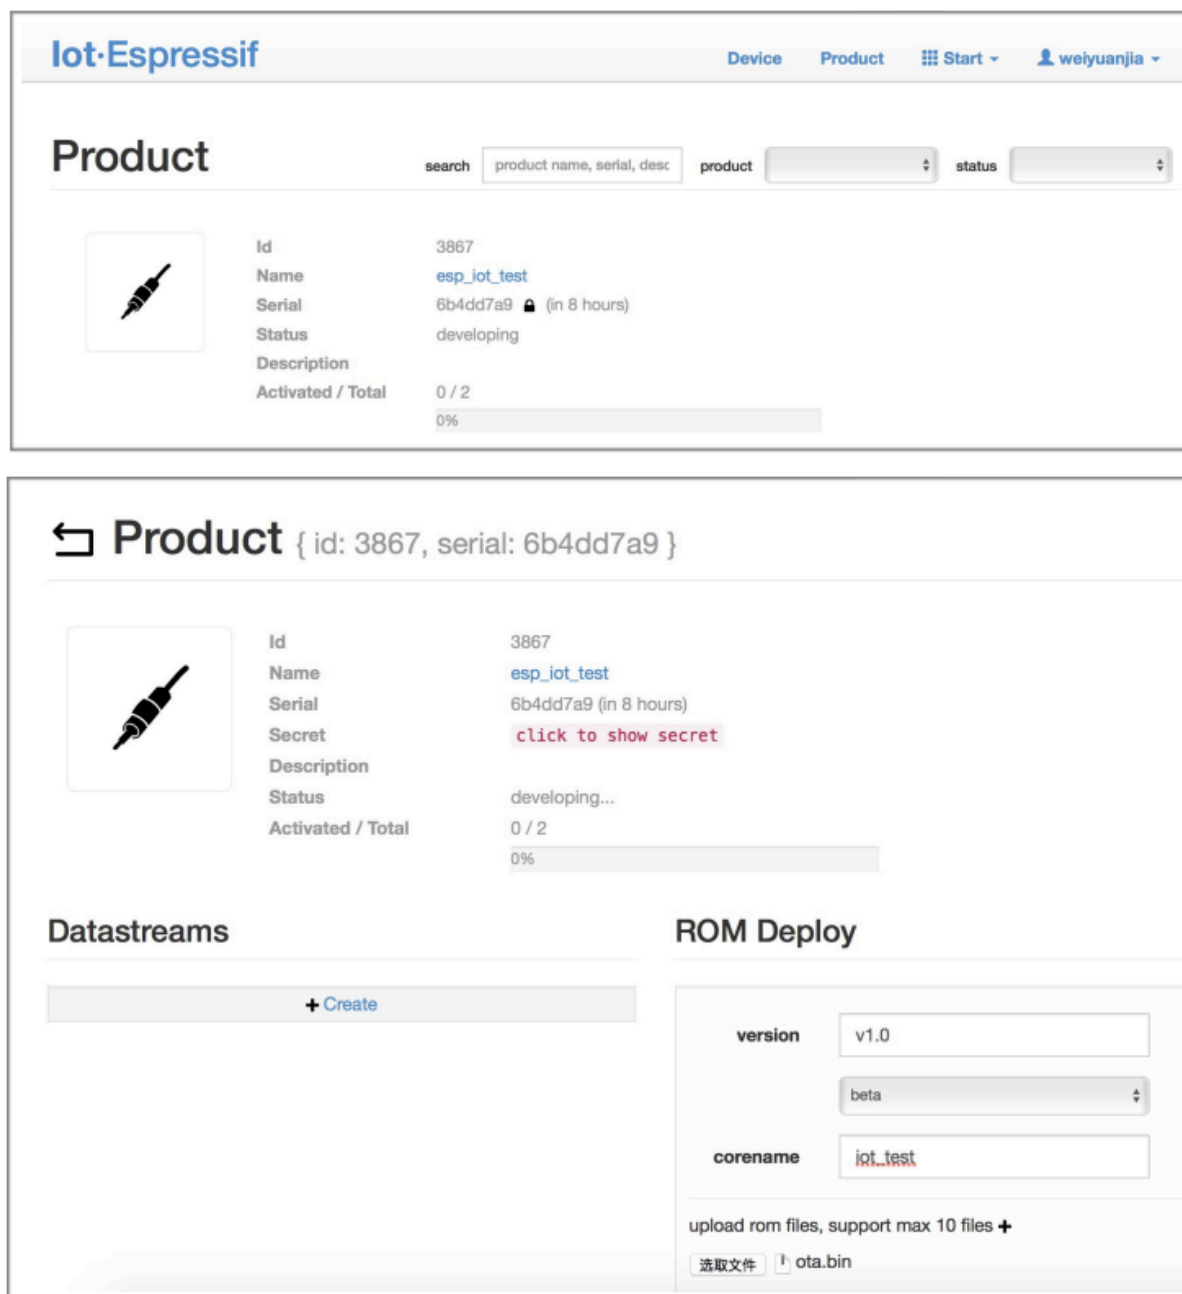 Iot·Espressif Device Product Start weiyuanjia
Product search product name, serial, desc product status
Id 3867
Name esp_iot_test
Serial 6b4dd7a9 (in 8 hours)
Status developing
Description
Activated / Total 0 / 2
0%
Product { id: 3867, serial: 6b4dd7a9 }
Id 3867
Name esp_iot_test
Serial 6b4dd7a9 (in 8 hours)
Secret click to show secret
Description
Status developing...
Activated / Total 0 / 2
0%
Datastreams
+ Create
ROM Deploy
version v1.0
beta
corename iot_test
upload rom files, support max 10 files +
选取文件 ota.bin